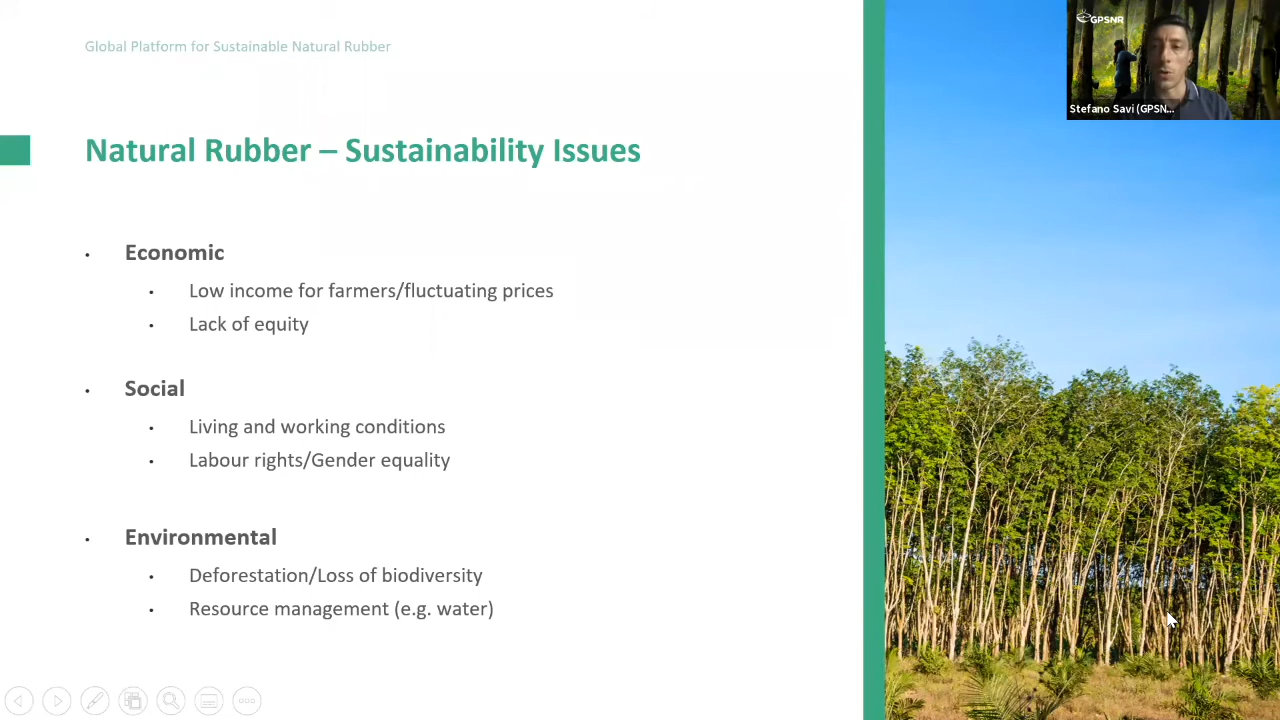 Global Platform for Sustainable Natural Rubber
GPSNR
Stefano Savi (GPSN...
Natural Rubber – Sustainability Issues
• Economic
• Low income for farmers/fluctuating prices
• Lack of equity
• Social
• Living and working conditions
• Labour rights/Gender equality
• Environmental
• Deforestation/Loss of biodiversity
• Resource management (e.g. water)